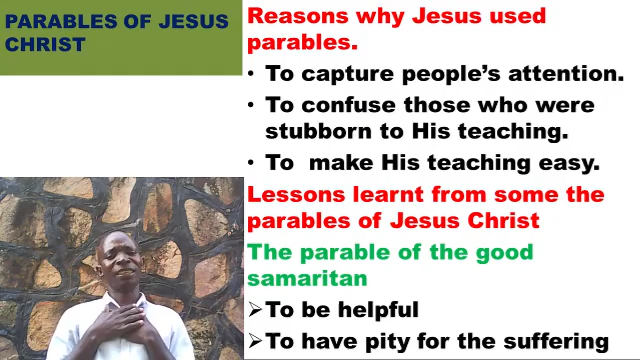 PARABLES OF JESUS
CHRIST
Reasons why Jesus used
parables.
• To capture people's attention.
• To confuse those who were
stubborn to His teaching.
• To  make His teaching easy.
Lessons learnt from some the
parables of Jesus Christ
The parable of the good
samaritan
➢To be helpful
➢To have pity for the suffering